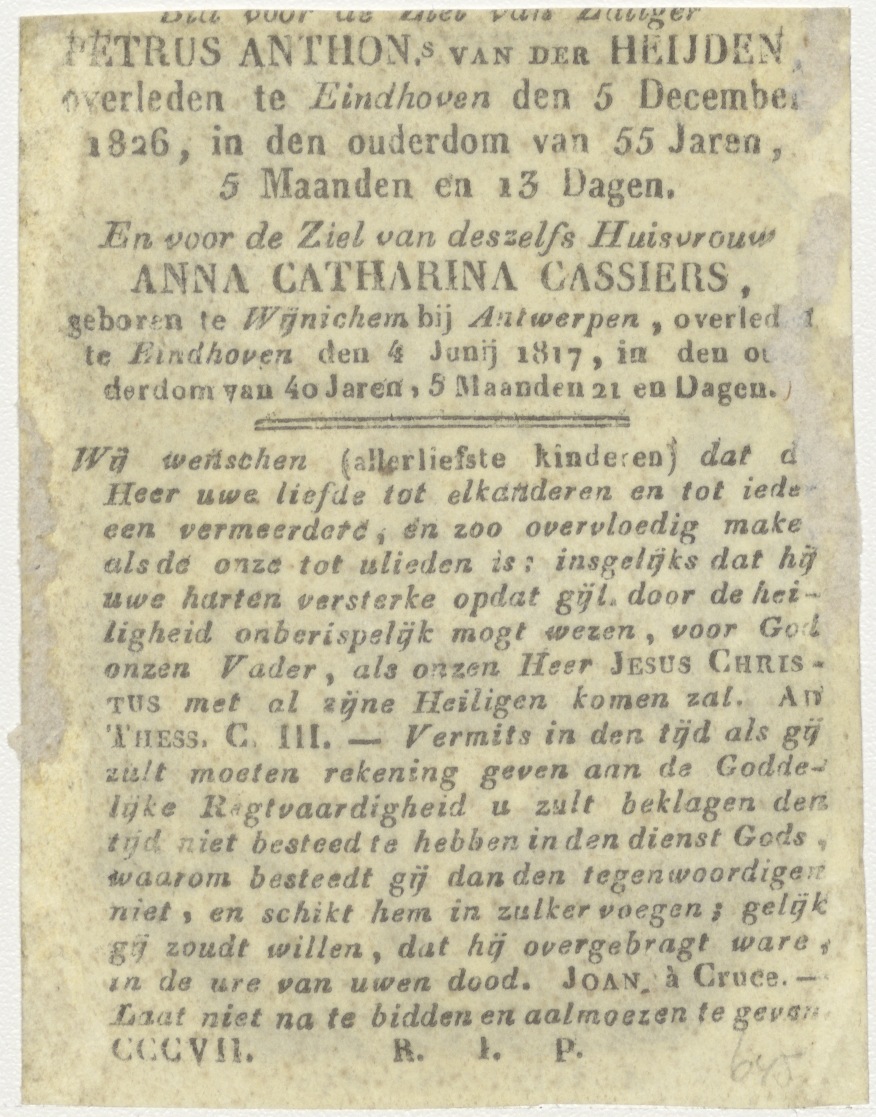 Bid voor de Ziel van Zaliger
PETRUS ANTHON.s VAN DER HEIJDEN,
overleden te Eindhoven den 5 December
1826, in den ouderdom van 55 Jaren,
5 Maanden en 13 Dagen.
En voor de Ziel van deszelfs Huisvrouw
ANNA CATHARINA CASSIERS,
geboren te Wijnichem bij Antwerpen, overled t
te Eindhoven den 4 Junij 1817, in den ou
derdom van 40 Jaren, 5 Maanden 21 en Dagen.)
Wij wenschen (allerliefste kinderen) dat d
Heer uwe liefde tot elkanderen en tot iede-
een vermeerdere, en zoo overvloedig make
als de onze tot ulieden is: insgelijks dat hij
uwe harten versterke opdat gijl. door de hei-
ligheid onberispelijk mogt wezen, voor God
onzen Vader, als onzen Heer JESUS CHRIS-
TUS met al zijne Heiligen komen zal. AD
THESS. C. III. — Vermits in den tijd als gij
zult moeten rekening geven aan de Godde-
lijke Regtvaardigheid u zult beklagen den
tijd niet besteed te hebben in den dienst Gods,
waarom besteedt gij dan den tegenwoordigen
niet, en schikt hem in zulker voegen; gelijk
gij zoudt willen, dat hij overgebragt ware,
in de ure van uwen dood. JOAN. à Cruce. —
Laat niet na te bidden en aalmoezen te geven.
CCCVII. R. I. P.